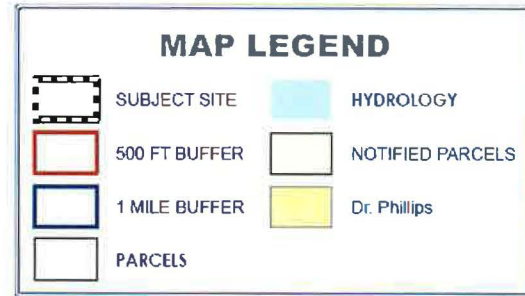 MAP LEGEND
SUBJECT SITE
HYDROLOGY
500 FT BUFFER
NOTIFIED PARCELS
1 MILE BUFFER
Dr. Phillips
PARCELS